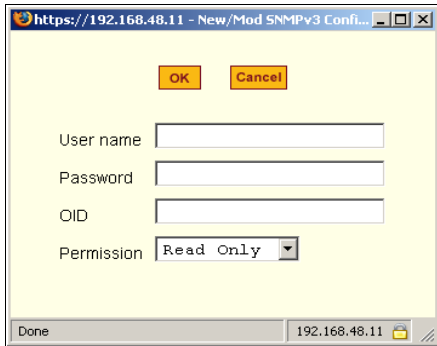 https://192.168.48.11 - New/Mod SNMPv3 Confi...
OK Cancel
User name
Password
OID
Permission Read Only
Done 192.168.48.11